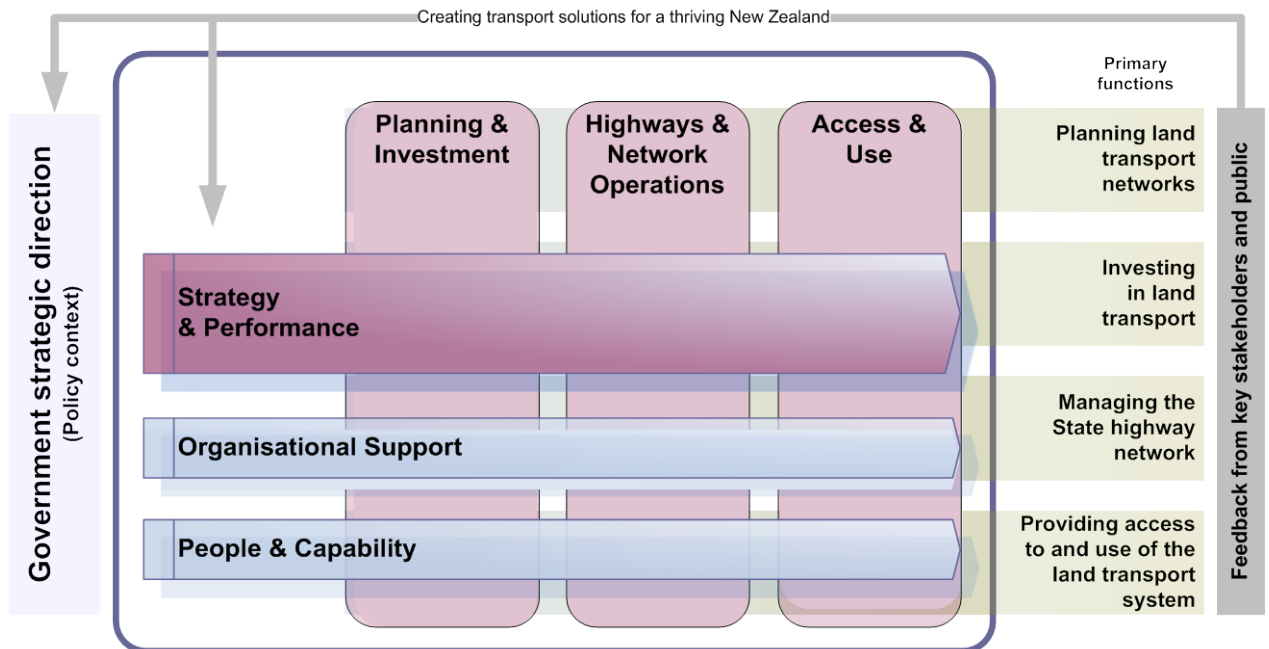 Creating transport solutions for a thriving New Zealand
Government strategic direction
(Policy context)
Planning &
Investment
Highways &
Network
Operations
Access &
Use
Strategy
& Performance
Organisational Support
People & Capability
Primary
functions
Planning land
transport
networks
Investing
in land
transport
Managing the
State highway
network
Providing access
to and use of the
land transport
system
Feedback from key stakeholders and public